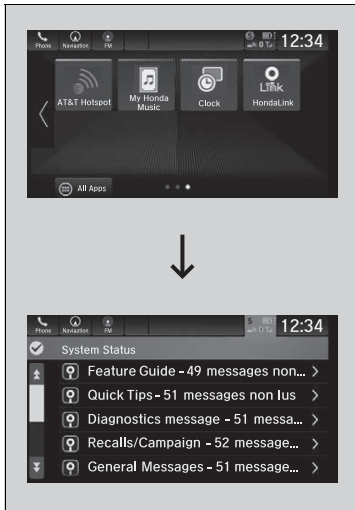 Phone Navigation FM 12:34
AT&T Hotspot
My Honda
Music
Clock
HondaLink
Link
All Apps
Phone Navigation FM 12:34
System Status
Feature Guide – 49 messages non...
Quick Tips – 51 messages non lus
Diagnostics message – 51 messa...
Recalls/Campaign – 52 message...
General Messages – 51 message...